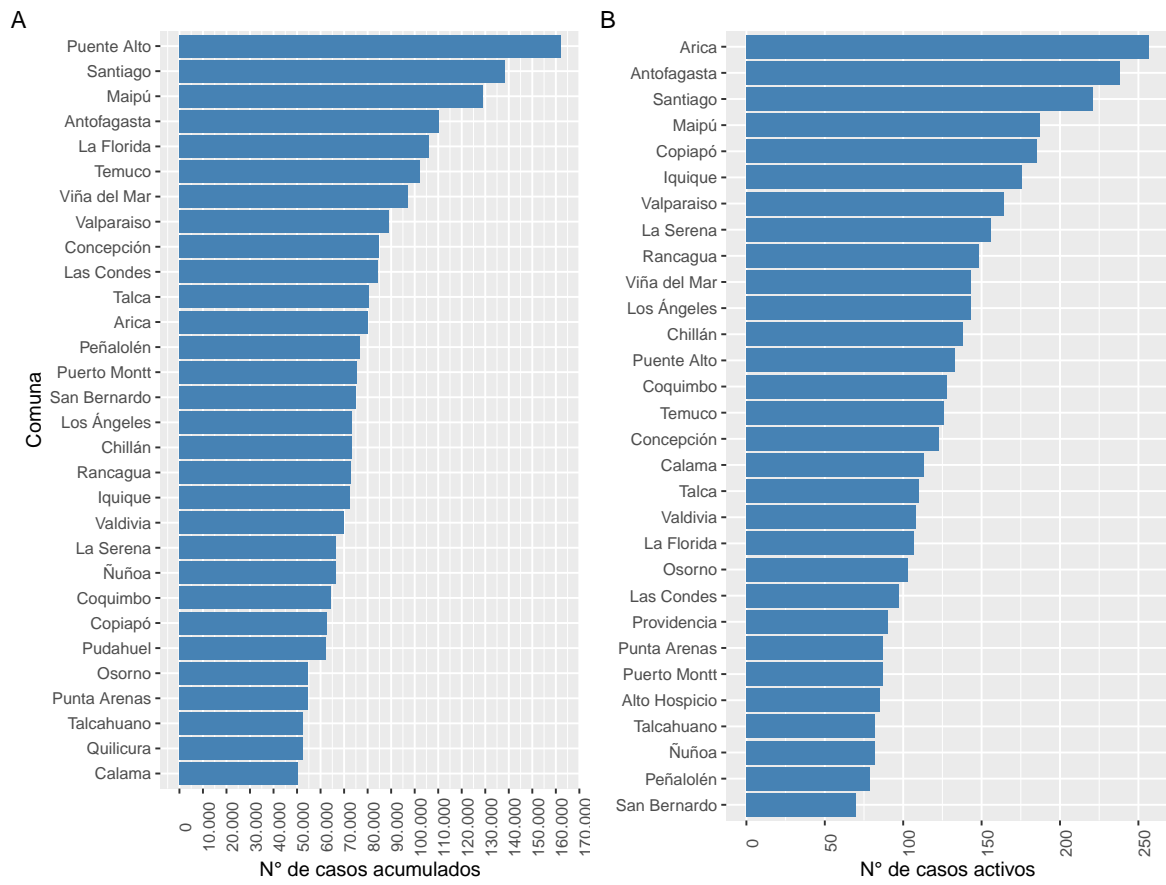 A
Puente Alto
Santiago
Maipú
Antofagasta
La Florida
Temuco
Viña del Mar
Valparaiso
Concepción
Las Condes
Talca
Arica
Peñalolén
Puerto Montt
San Bernardo
Los Ángeles
Chillán
Rancagua
Iquique
Valdivia
La Serena
Ñuñoa
Coquimbo
Copiapó
Pudahuel
Osorno
Punta Arenas
Talcahuano
Quilicura
Calama
Comuna
0
10.000
20.000
30.000
40.000
50.000
60.000
70.000
80.000
90.000
100.000
110.000
120.000
130.000
140.000
150.000
160.000
170.000
N° de casos acumulados
B
Arica
Antofagasta
Santiago
Maipú
Copiapó
Iquique
Valparaiso
La Serena
Rancagua
Viña del Mar
Los Ángeles
Chillán
Puente Alto
Coquimbo
Temuco
Concepción
Calama
Talca
Valdivia
La Florida
Osorno
Las Condes
Providencia
Punta Arenas
Puerto Montt
Alto Hospicio
Talcahuano
Ñuñoa
Peñalolén
San Bernardo
0
50
100
150
200
250
N° de casos activos